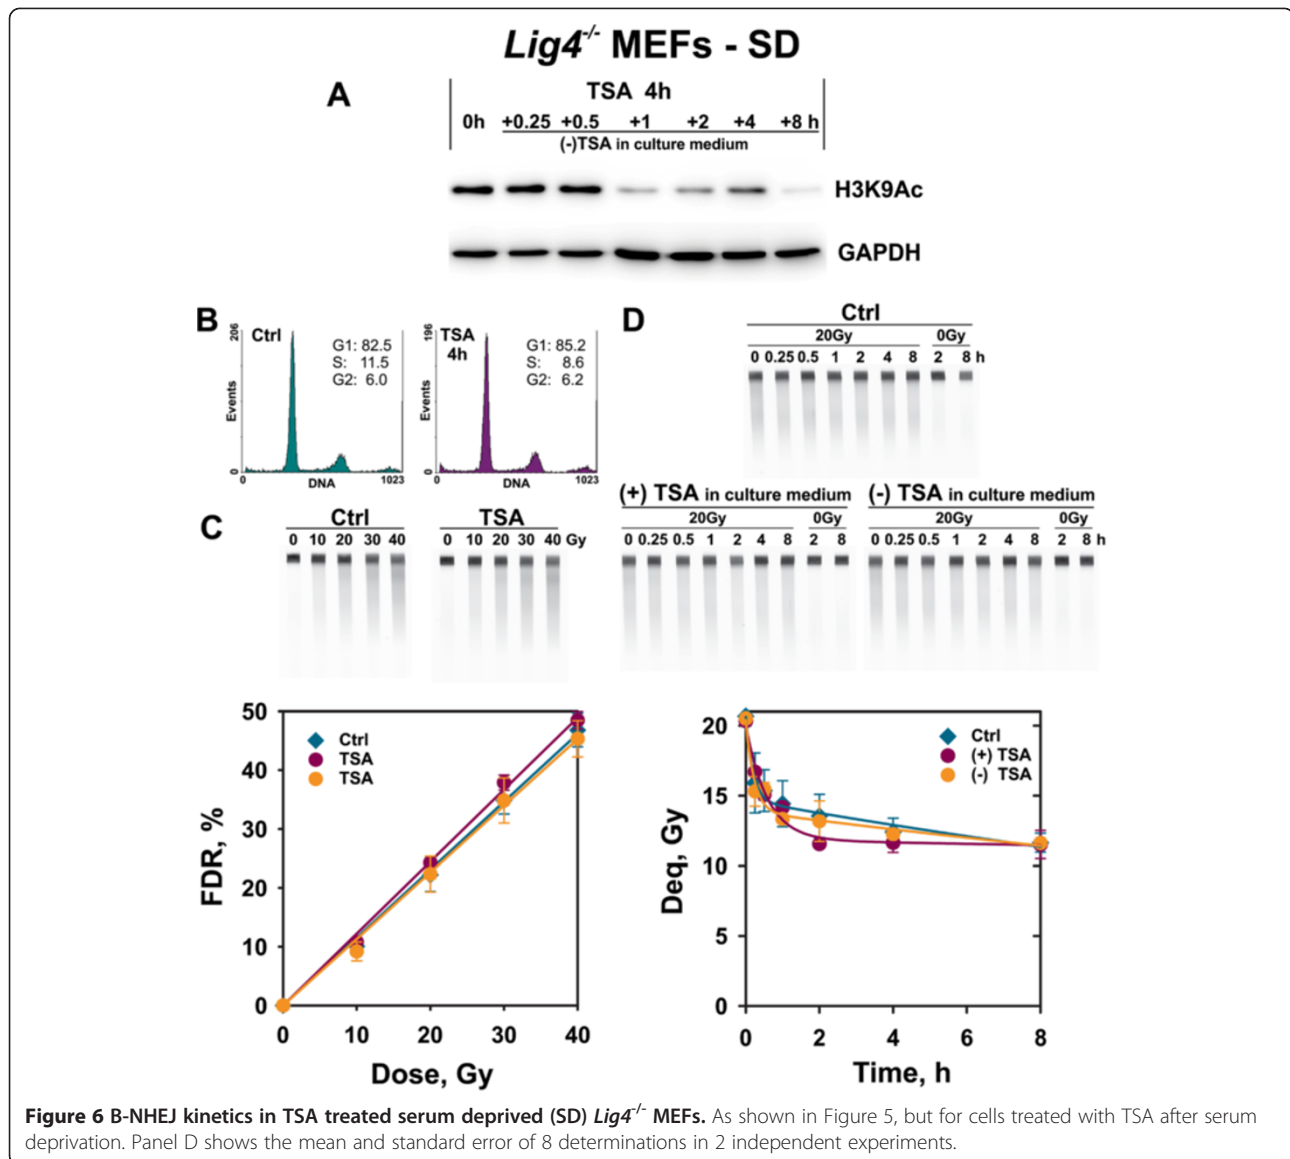 Lig4-/- MEFs - SD
A
TSA 4h
0h +0.25 +0.5 +1 +2 +4 +8 h
(-)TSA in culture medium
H3K9Ac
GAPDH
B
206
Ctrl
G1: 82.5
S: 11.5
G2: 6.0
Events
0
0 DNA 1023
196
TSA
4h
G1: 85.2
S: 8.6
G2: 6.2
Events
0
0 DNA 1023
C
Ctrl
0 10 20 30 40
TSA
0 10 20 30 40 Gy
D
Ctrl
20Gy 0Gy
0 0.25 0.5 1 2 4 8 2 8 h
(+) TSA in culture medium
20Gy 0Gy
0 0.25 0.5 1 2 4 8 2 8
(-) TSA in culture medium
20Gy 0Gy
0 0.25 0.5 1 2 4 8 2 8 h
50
40
30
20
10
0
FDR, %
Ctrl
TSA
TSA
0 10 20 30 40
Dose, Gy
20
15
10
5
0
Deq, Gy
Ctrl
(+) TSA
(-) TSA
0 2 4 6 8
Time, h
Figure 6 B-NHEJ kinetics in TSA treated serum deprived (SD) Lig4-/- MEFs. As shown in Figure 5, but for cells treated with TSA after serum
deprivation. Panel D shows the mean and standard error of 8 determinations in 2 independent experiments.